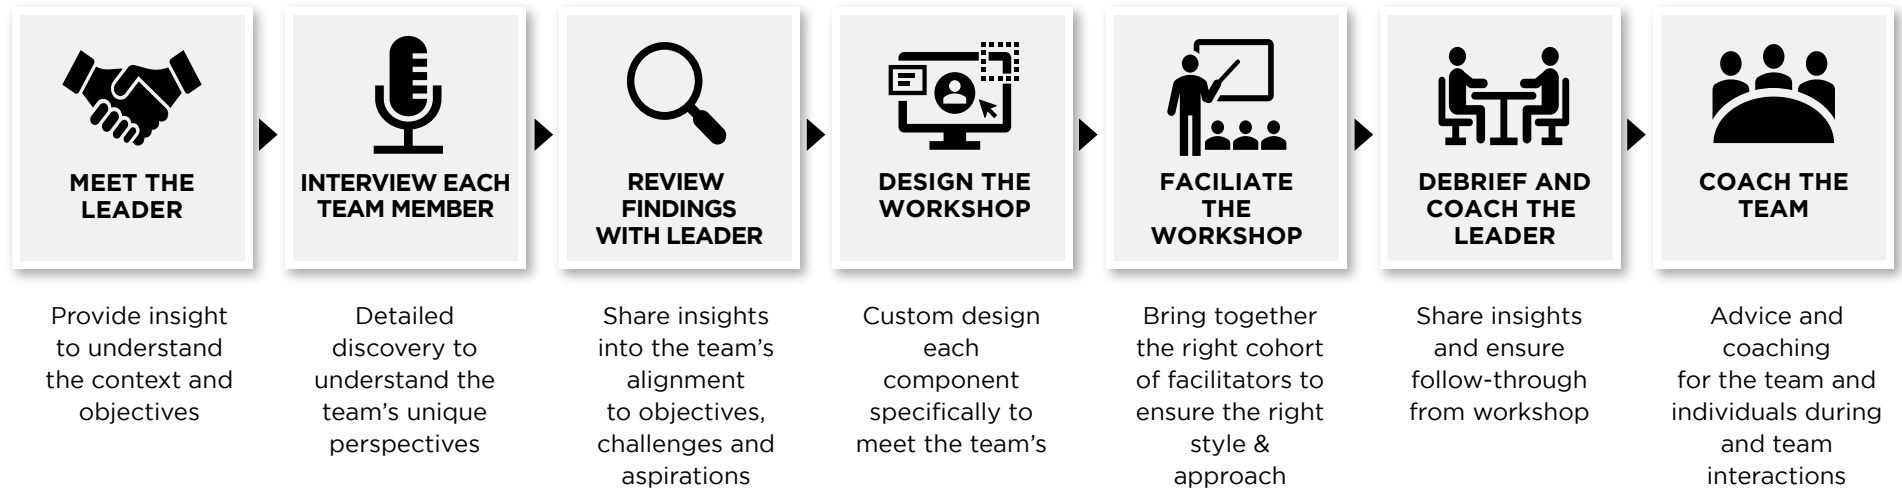 MEET THE
LEADER
INTERVIEW EACH
TEAM MEMBER
REVIEW
FINDINGS
WITH LEADER
DESIGN THE
WORKSHOP
FACILIATE
THE
WORKSHOP
DEBRIEF AND
COACH THE
LEADER
COACH THE
TEAM
Provide insight
to understand
the context and
objectives
Detailed
discovery to
understand the
team’s unique
perspectives
Share insights
into the team’s
alignment
to objectives,
challenges and
aspirations
Custom design
each
component
specifically to
meet the team’s
Bring together
the right cohort
of facilitators to
ensure the right
style &
approach
Share insights
and ensure
follow-through
from workshop
Advice and
coaching
for the team and
individuals during
and team
interactions